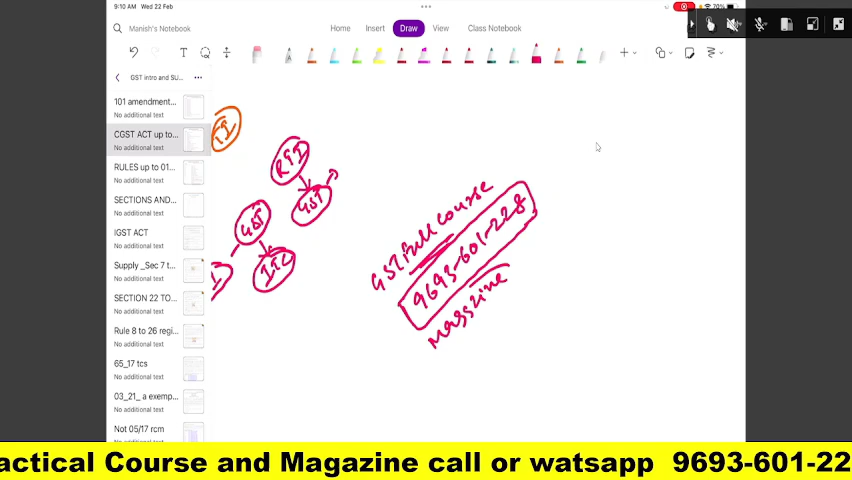 9:10 AM Wed 22 Feb
70%
Manish's Notebook
Home Insert Draw View Class Notebook
GST intro and SU...
101 amendment...
No additional text
CGST ACT up to...
No additional text
RULES up to 01...
No additional text
SECTIONS AND...
No additional text
IGST ACT
No additional text
Supply _Sec 7 t...
No additional text
SECTION 22 TO...
No additional text
Rule 8 to 26 regi...
No additional text
65_17 tcs
No additional text
03_21_ a exemp...
No additional text
Not 05/17 rcm
No additional text
GST
GST
ITC
GST full course
9693-601-228
Magszine
actical Course and Magazine call or watsapp 9693-601-22